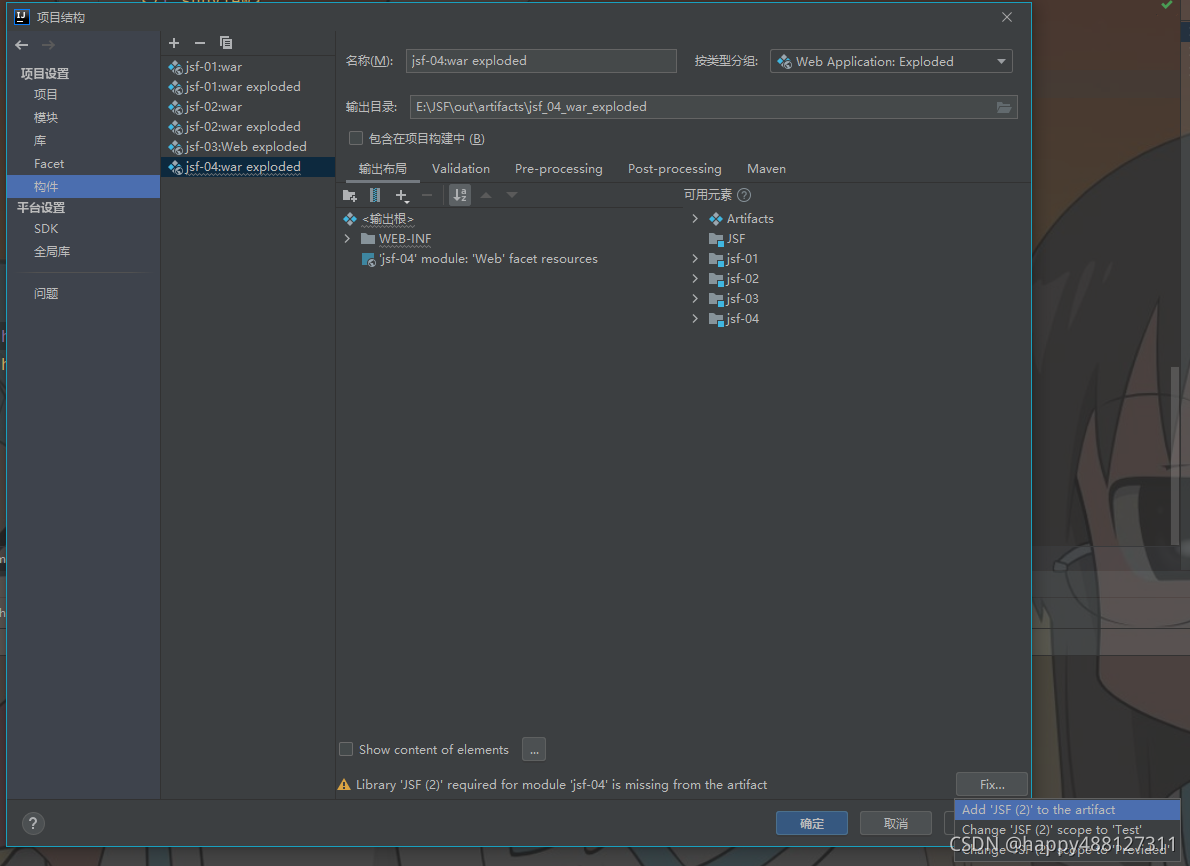 项目结构
项目设置
项目
模块
库
Facet
构件
平台设置
SDK
全局库
问题
jsf-01:war
jsf-01:war exploded
jsf-02:war
jsf-02:war exploded
jsf-03:Web exploded
jsf-04:war exploded
名称(M): jsf-04:war exploded 按类型分组: Web Application: Exploded
输出目录: E:\JSF\out\artifacts\jsf_04_war_exploded
包含在项目构建中 (B)
输出布局 Validation Pre-processing Post-processing Maven
可用元素 ?
<输出根>
WEB-INF
'jsf-04' module: 'Web' facet resources
Artifacts
JSF
jsf-01
jsf-02
jsf-03
jsf-04
Show content of elements ...
Library 'JSF (2)' required for module 'jsf-04' is missing from the artifact Fix...
Add 'JSF (2)' to the artifact
Change 'JSF (2)' scope to 'Test'
Change 'JSF (2)' scope to 'Provided'
? 确定 取消
CSDN @happy488127311